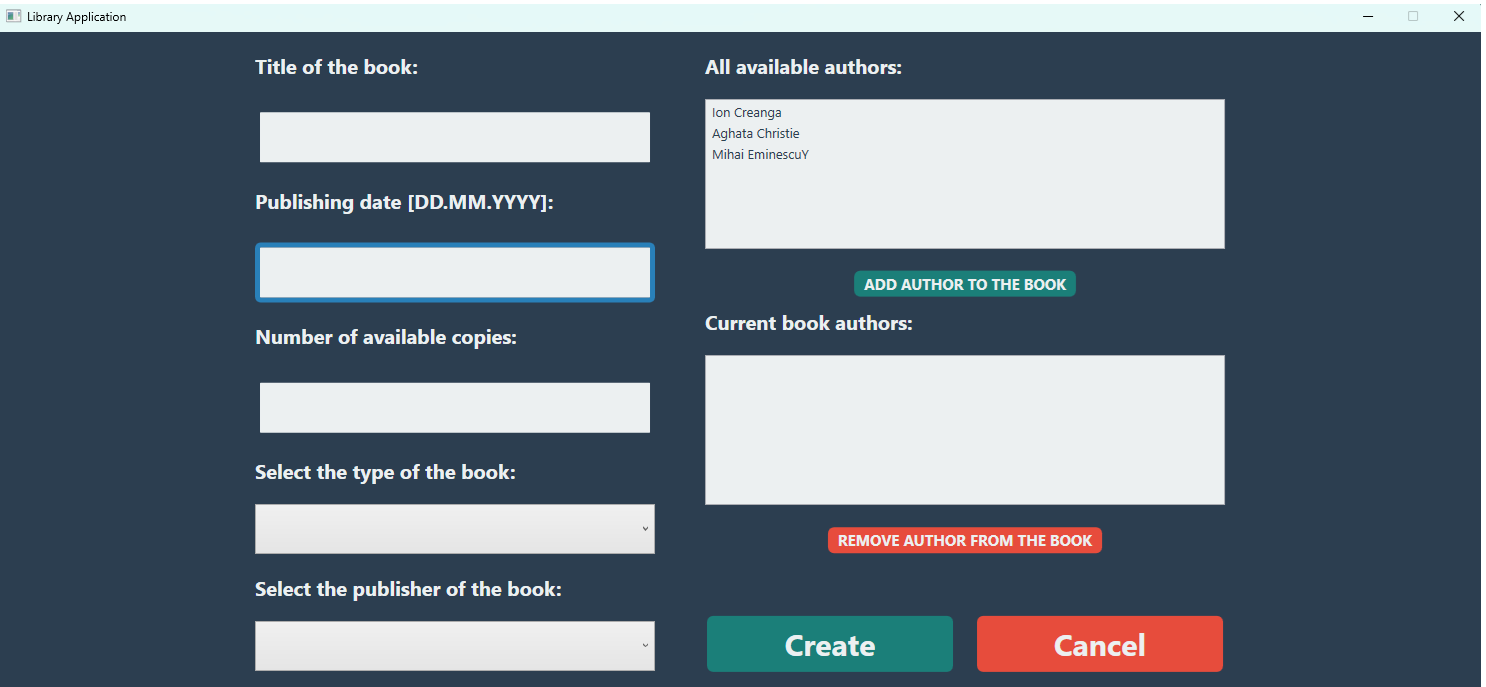 Library Application
Title of the book:
Publishing date [DD.MM.YYYY]:
Number of available copies:
Select the type of the book:
Select the publisher of the book:
All available authors:
Ion Creanga
Aghata Christie
Mihai EminescuY
ADD AUTHOR TO THE BOOK
Current book authors:
REMOVE AUTHOR FROM THE BOOK
Create
Cancel